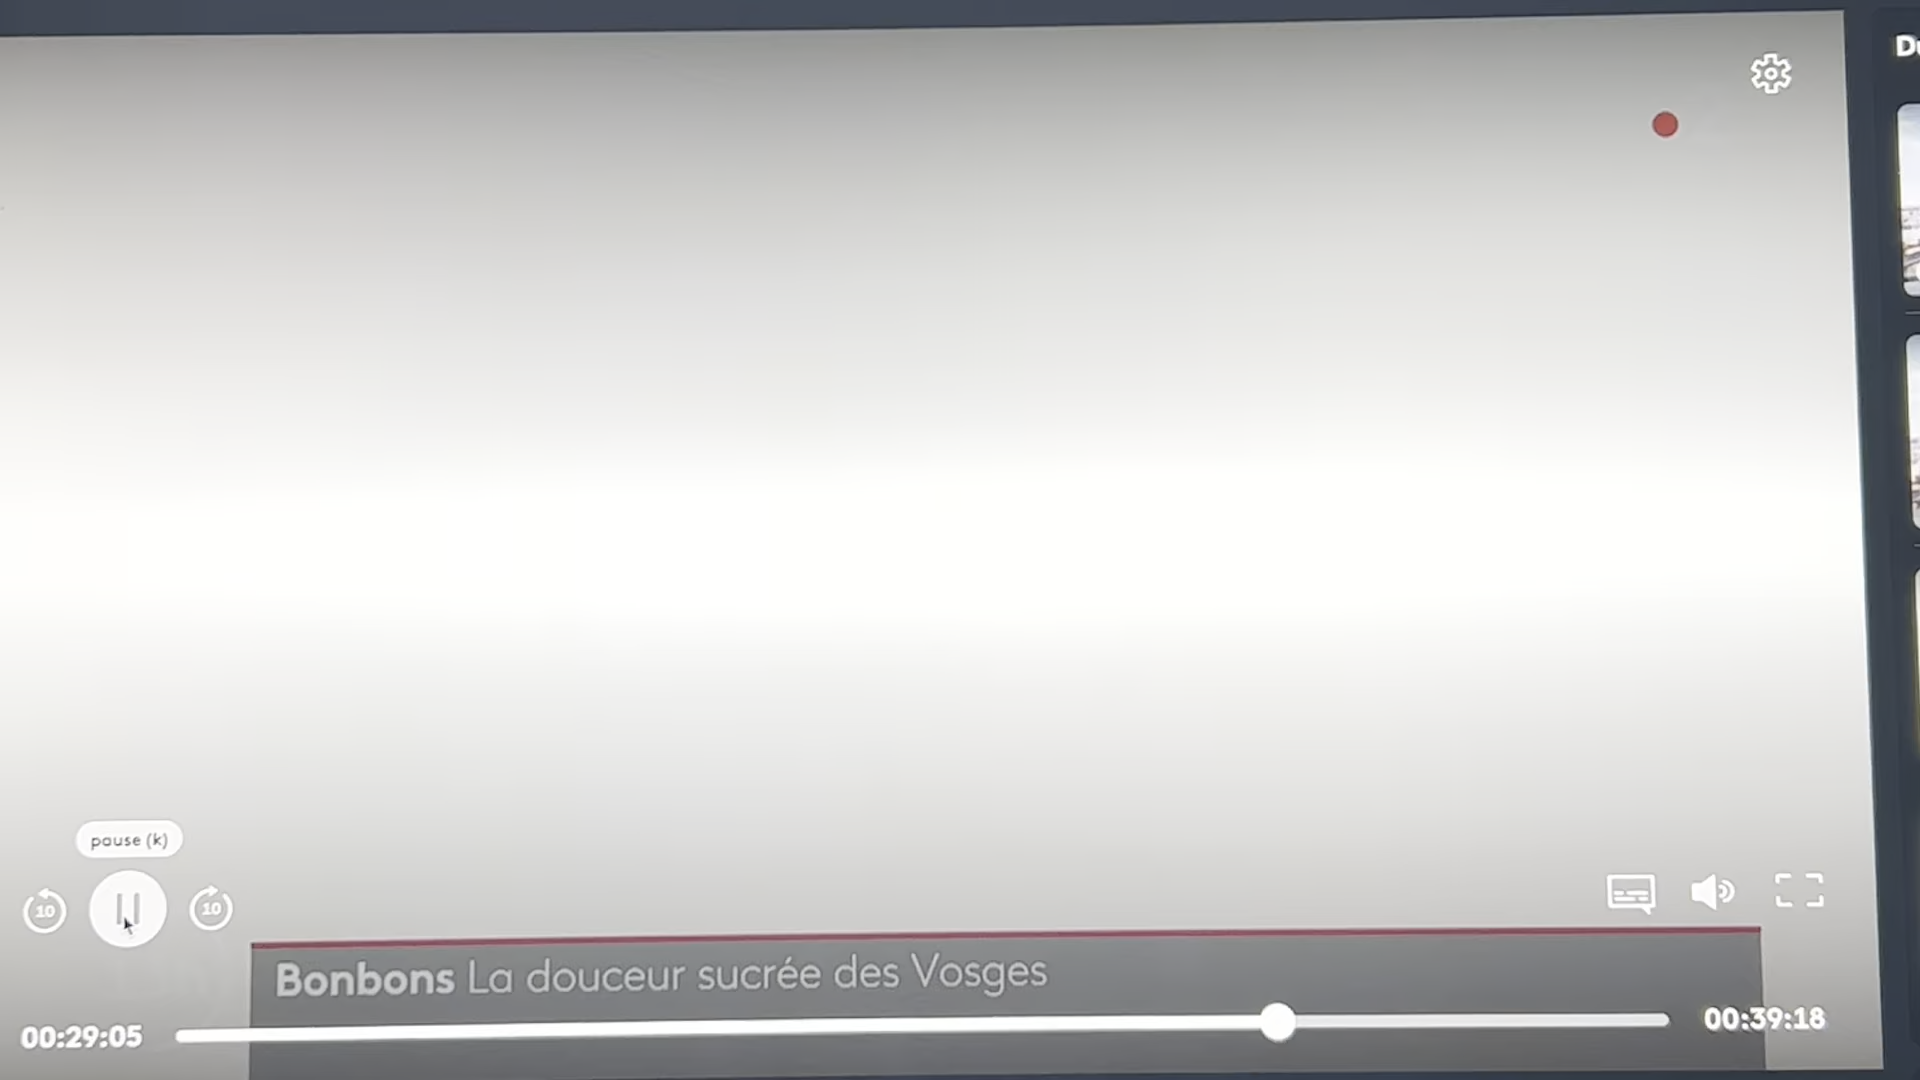 pause (k)
10
10
Bonbons La douceur sucrée des Vosges
00:29:05
00:39:18